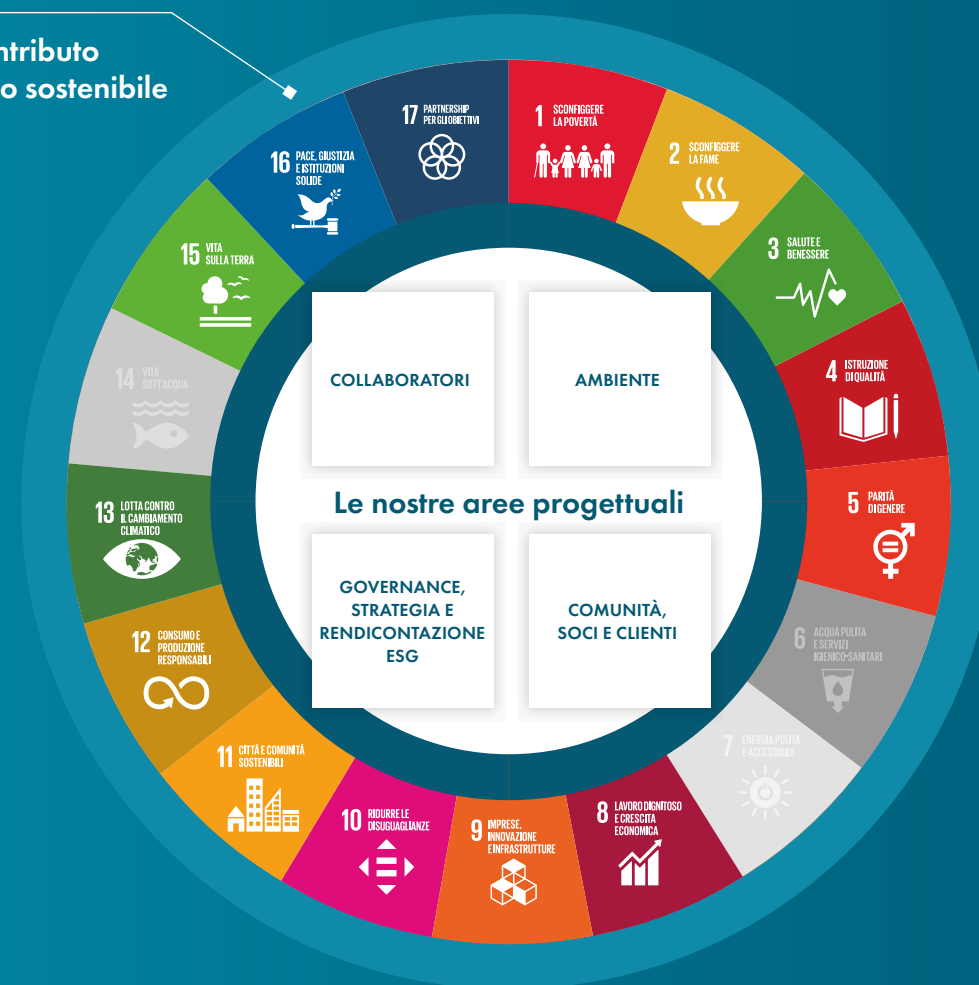 ntributo
o sostenibile
1 SCONFIGGERE
LA POVERTÀ
2 SCONFIGGERE
LA FAME
3 SALUTE E
BENESSERE
4 ISTRUZIONE
DI QUALITÀ
5 PARITÀ
DI GENERE
6 ACQUA PULITA
E SERVIZI
IGIENICO-SANITARI
7 ENERGIA PULITA
E ACCESSIBILE
8 LAVORO DIGNITOSO
E CRESCITA
ECONOMICA
9 IMPRESE,
INNOVAZIONE
E INFRASTRUTTURE
10 RIDURRE LE
DISUGUAGLIANZE
11 CITTÀ E COMUNITÀ
SOSTENIBILI
12 CONSUMO E
PRODUZIONE
RESPONSABILI
13 LOTTA CONTRO
IL CAMBIAMENTO
CLIMATICO
14 VITA
SOTT'ACQUA
15 VITA
SULLA TERRA
16 PACE, GIUSTIZIA
E ISTITUZIONI
SOLIDE
17 PARTNERSHIP
PER GLI OBIETTIVI
COLLABORATORI
AMBIENTE
Le nostre aree progettuali
GOVERNANCE,
STRATEGIA E
RENDICONTAZIONE
ESG
COMUNITÀ,
SOCI E CLIENTI